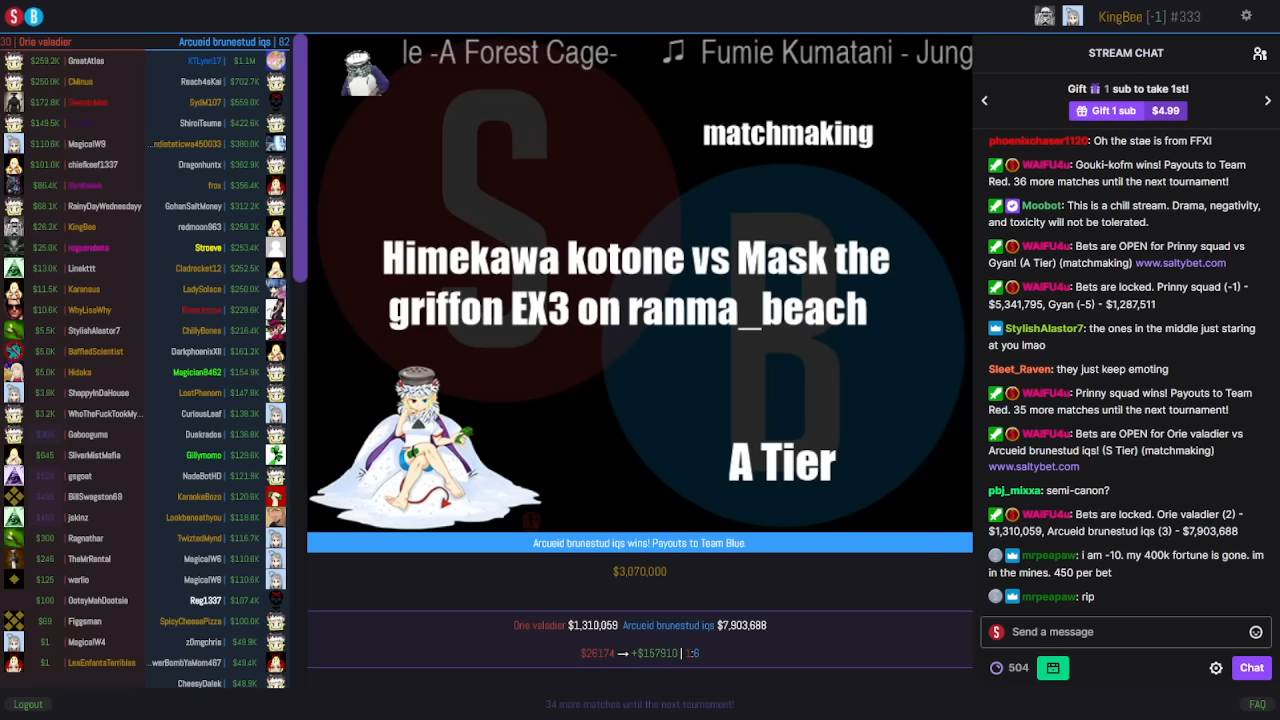 S B
KingBee [-1] #333
30 | Orie valadier
Arcueid brunestud iqs | 82
$259.2K | GreatAtlas
$250.0K | CMinus
$172.8K |
$149.5K |
$110.6K | MagicalW9
$101.0K | chiefkeef1337
$86.4K |
$68.1K | RainyDayWednesdayy
$26.2K | KingBee
$25.0K |
$13.0K | Linekttt
$11.5K | Karansus
$10.6K | WhyLisaWhy
$5.5K | StylishAlastor7
$5.0K | BaffledScientist
$5.0K | Hidaka
$3.9K | ShappyInDaHouse
$3.2K | WhoTheFuckTookMy...
| Gaboogums
$645 | SliverMistMafia
| gsgoat
| BillSwagston69
| jskinz
$300 | Ragnathar
$246 | TheMrRental
$125 | warlio
$100 | OotsyMahDootsie
$69 | Figgsman
$1 | MagicalW4
$1 | LesEnfantsTerribles
KTLynn17 | $1.1M
Reach4sKai | $702.7K
SydM107 | $559.0K
ShiroiTsume | $422.6K
...ndietsticwa450033 | $380.0K
Dragonhuntx | $362.9K
frox | $356.4K
GohanSaltMoney | $312.2K
redmoon963 | $259.2K
Stroeve | $253.4K
Cladrocket12 | $252.5K
LadySolace | $250.0K
| $229.6K
ChillyBones | $216.4K
DarkphoenixXII | $161.2K
Magician8462 | $154.9K
LostPhenom | $147.8K
CuriousLeaf | $138.3K
Duskrados | $136.8K
Gillymomo | $129.6K
NadeBotHD | $121.9K
KaraokeBozo | $120.6K
Lookbeneathyou | $118.8K
TwiztedMynd | $116.7K
MagicalW6 | $110.6K
MagicalW8 | $110.6K
Reg1337 | $107.4K
SpicyCheesePizza | $100.0K
z0mgchris | $49.9K
...werBombYaMom467 | $49.4K
CheesyDalek | $48.9K
le -A Forest Cage- ♫ Fumie Kumatani - Jung
matchmaking
S B
Himekawa kotone vs Mask the
griffon EX3 on ranma_beach
A Tier
Arcueid brunestud iqs wins! Payouts to Team Blue.
$3,070,000
Orie valadier $1,310,059 Arcueid brunestud iqs $7,903,688
$26174 → +$157910 | 1:6
STREAM CHAT
Gift 1 sub to take 1st!
Gift 1 sub $4.99
phoenixchaser1120: Oh the stae is from FFXI
WAIFU4u: Gouki-kofm wins! Payouts to Team
Red. 36 more matches until the next tournament!
Moobot: This is a chill stream. Drama, negativity,
and toxicity will not be tolerated.
WAIFU4u: Bets are OPEN for Prinny squad vs
Gyan! (A Tier) (matchmaking) www.saltybet.com
WAIFU4u: Bets are locked. Prinny squad (-1) -
$5,341,795, Gyan (-5) - $1,287,511
StylishAlastor7: the ones in the middle just staring
at you lmao
Sleet_Raven: they just keep emoting
WAIFU4u: Prinny squad wins! Payouts to Team
Red. 35 more matches until the next tournament!
WAIFU4u: Bets are OPEN for Orie valadier vs
Arcueid brunestud iqs! (S Tier) (matchmaking)
www.saltybet.com
pbj_mixxa: semi-canon?
WAIFU4u: Bets are locked. Orie valadier (2) -
$1,310,059, Arcueid brunestud iqs (3) - $7,903,688
mrpeapaw: i am -10. my 400k fortune is gone. im
in the mines. 450 per bet
mrpeapaw: rip
Send a message
504
Chat
Logout
34 more matches until the next tournament!
FAQ